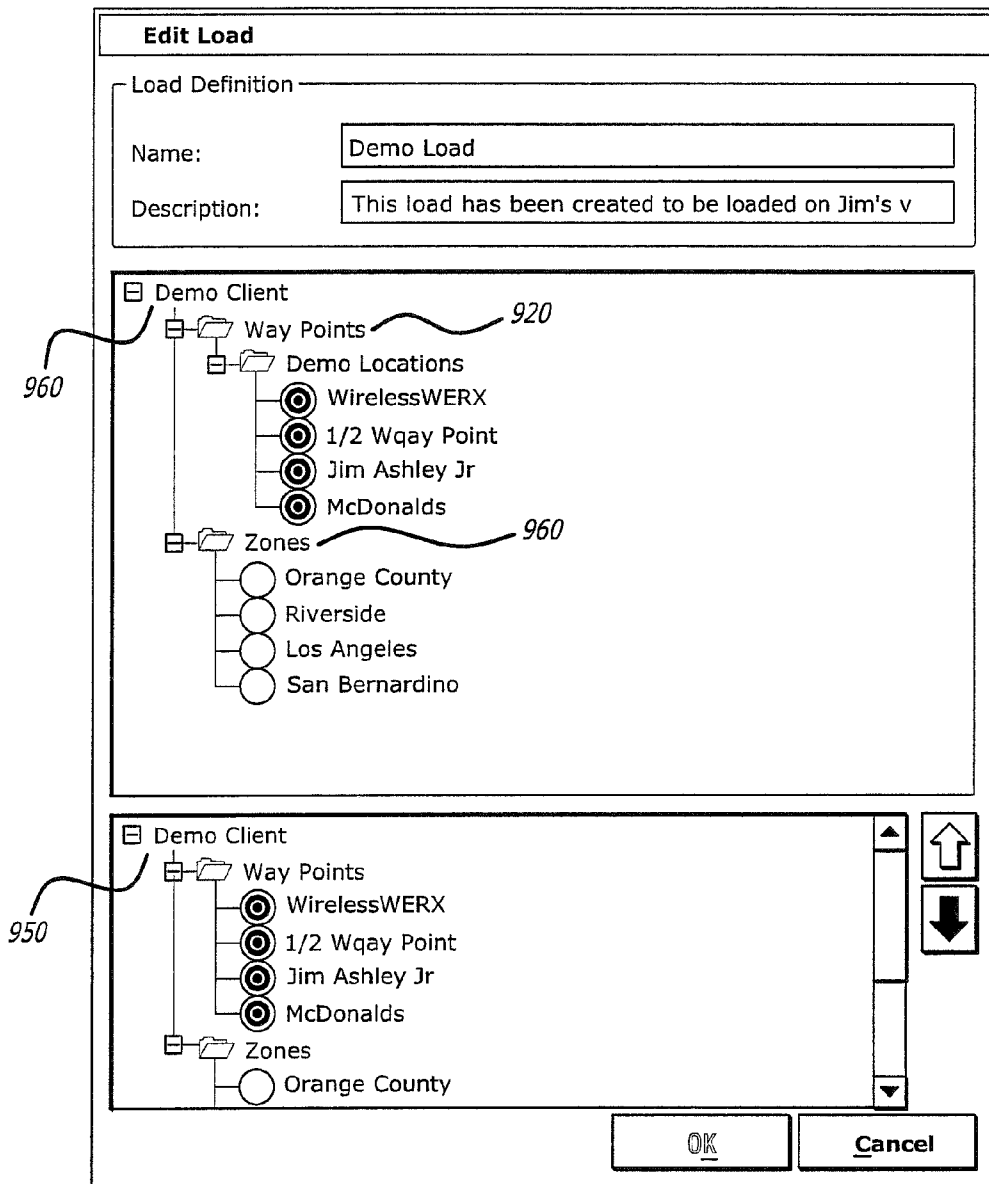 Edit Load
Load Definition
Name:
Demo Load
Description:
This load has been created to be loaded on Jim's v
Demo Client
960
Way Points
920
Demo Locations
WirelessWERX
1/2 Wqay Point
Jim Ashley Jr
McDonalds
Zones
960
Orange County
Riverside
Los Angeles
San Bernardino
Demo Client
950
Way Points
WirelessWERX
1/2 Wqay Point
Jim Ashley Jr
McDonalds
Zones
Orange County
OK
Cancel